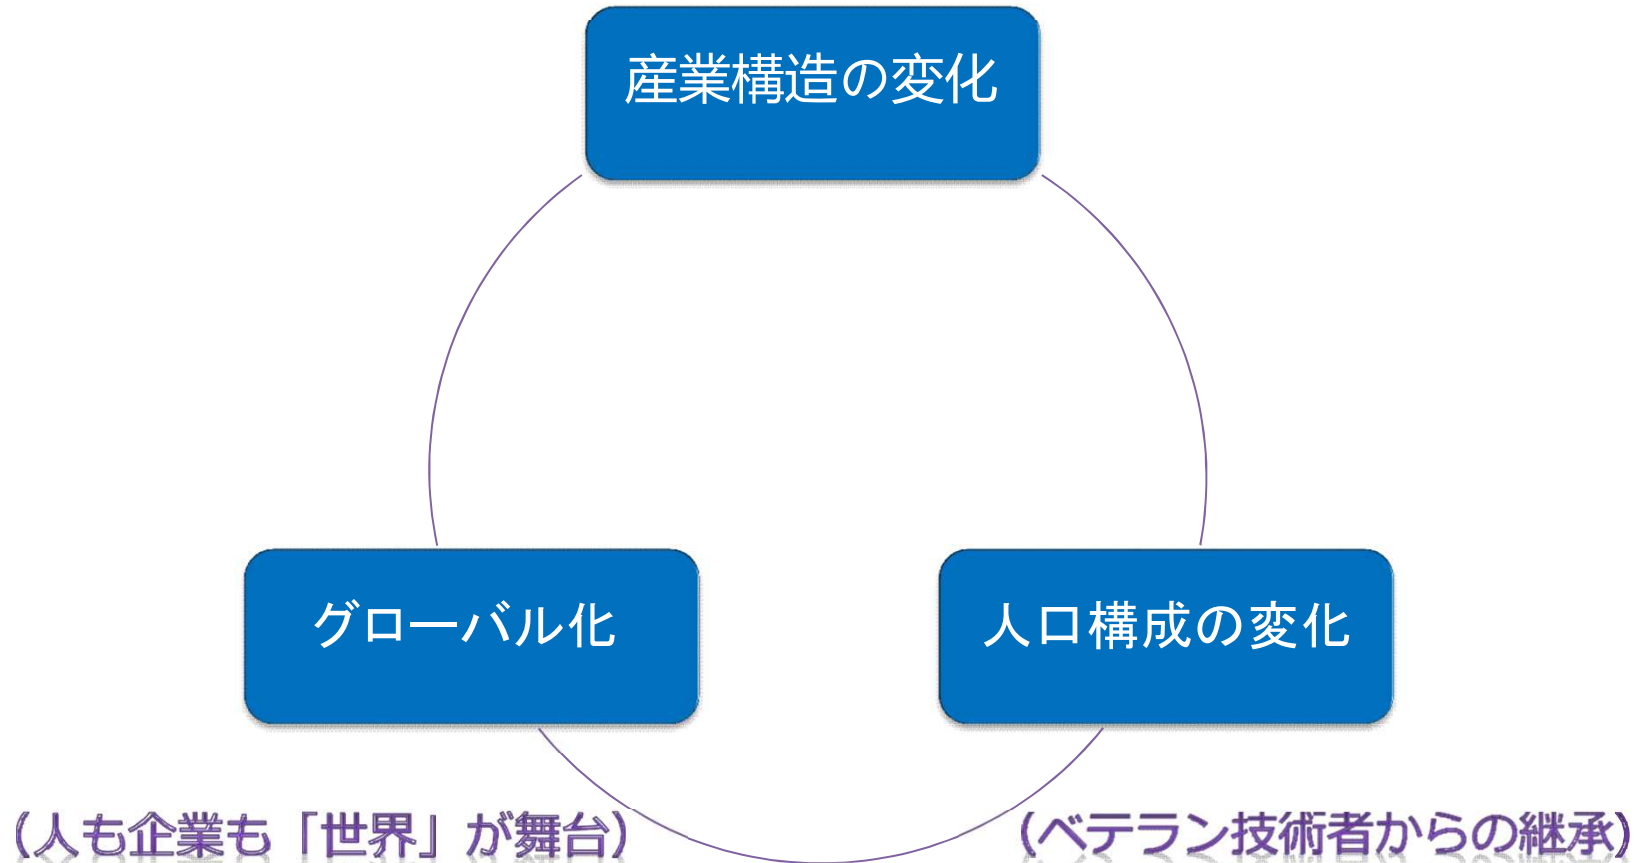 産業構造の変化
グローバル化
人口構成の変化
(人も企業も「世界」が舞台)
(ベテラン技術者からの継承)